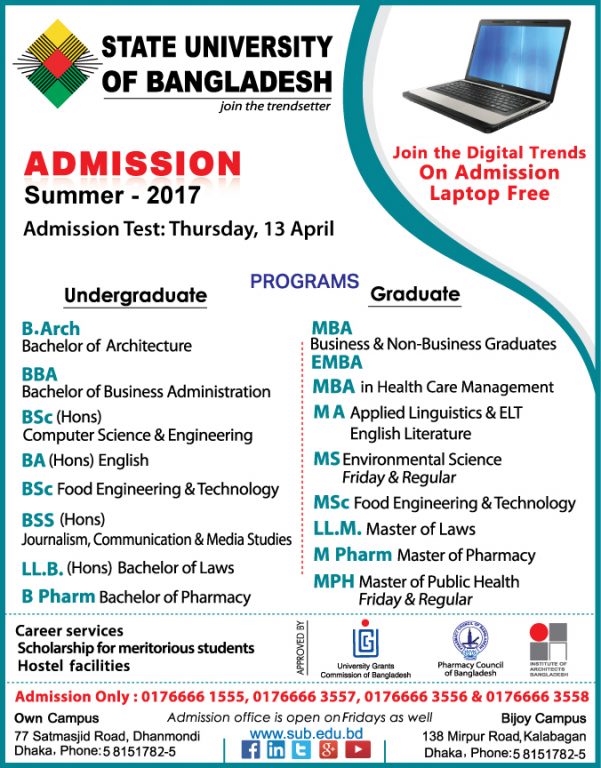 STATE UNIVERSITY
OF BANGLADESH
join the trendsetter
Join the Digital Trends
On Admission
Laptop Free
ADMISSION
Summer - 2017
Admission Test: Thursday, 13 April
PROGRAMS
Undergraduate
B.Arch
Bachelor of Architecture
BBA
Bachelor of Business Administration
BSc (Hons)
Computer Science & Engineering
BA (Hons) English
BSc Food Engineering & Technology
BSS (Hons)
Journalism, Communication & Media Studies
LL.B. (Hons) Bachelor of Laws
B Pharm Bachelor of Pharmacy
Graduate
MBA
Business & Non-Business Graduates
EMBA
MBA in Health Care Management
M A Applied Linguistics & ELT
English Literature
MS Environmental Science
Friday & Regular
MSc Food Engineering & Technology
LL.M. Master of Laws
M Pharm Master of Pharmacy
MPH Master of Public Health
Friday & Regular
Career services
Scholarship for meritorious students
Hostel facilities
APPROVED BY
University Grants
Commission of Bangladesh
Pharmacy Council
of Bangladesh
INSTITUTE OF
ARCHITECTS
BANGLADESH
Admission Only : 0176666 1555, 0176666 3557, 0176666 3556 & 0176666 3558
Own Campus
77 Satmasjid Road, Dhanmondi
Dhaka, Phone:5 8151782-5
Admission office is open on Fridays as well
www.sub.edu.bd
Bijoy Campus
138 Mirpur Road, Kalabagan
Dhaka, Phone:5 8151782-5